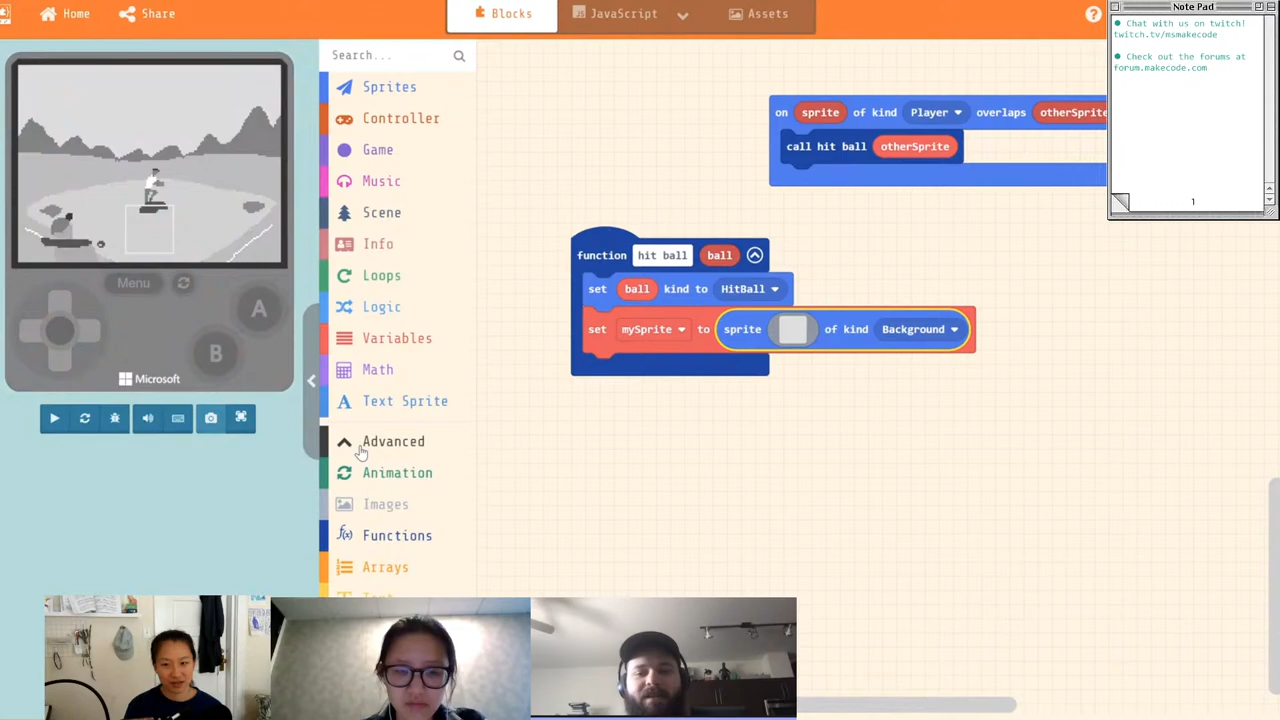 Home
Share
Blocks
JavaScript
Assets
?
Note Pad
Chat with us on twitch!
twitch.tv/msmakecode
Check out the forums at
forum.makecode.com
1
Menu
A
B
Microsoft
Search...
Sprites
Controller
Game
Music
Scene
Info
Loops
Logic
Variables
Math
Text Sprite
Advanced
Animation
Images
Functions
Arrays
on sprite of kind Player overlaps otherSprite
call hit ball otherSprite
function hit ball ball
set ball kind to HitBall
set mySprite to sprite of kind Background